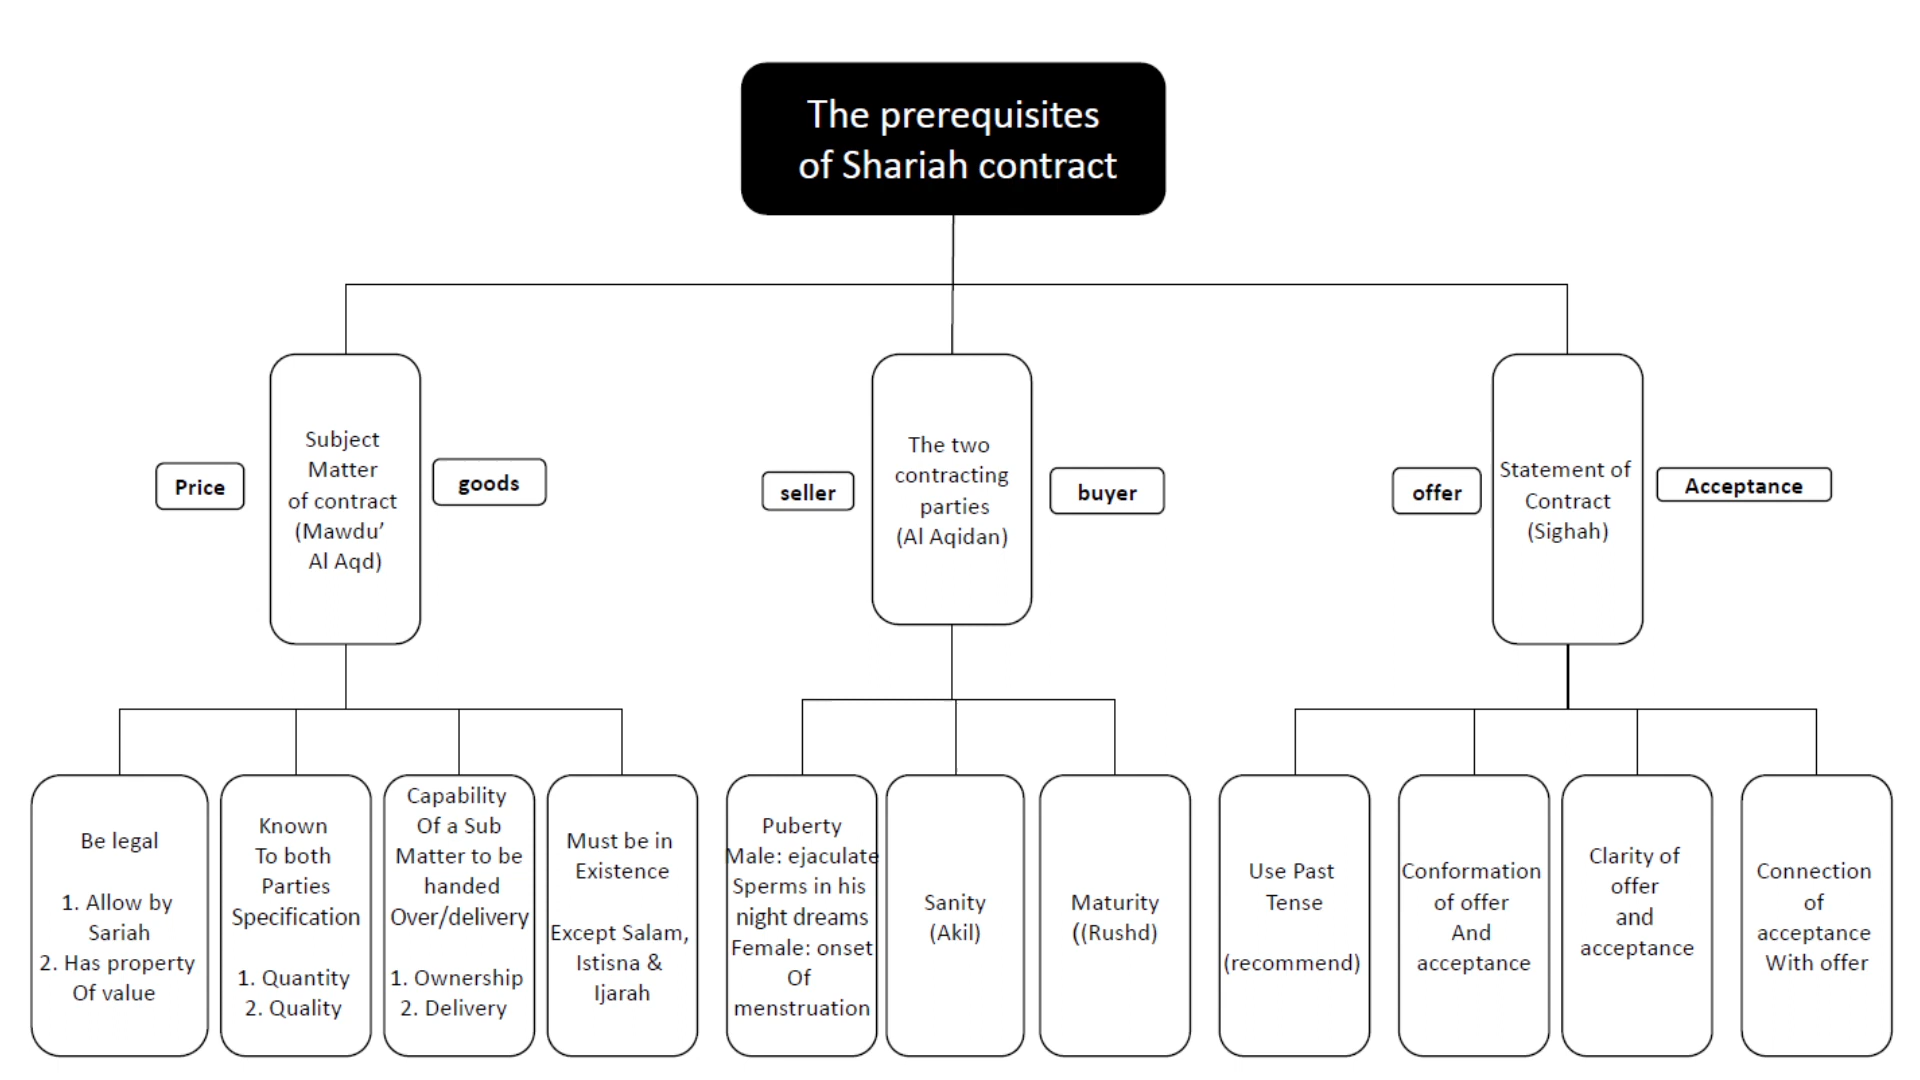 The prerequisites
of Shariah contract
Price
Subject
Matter
of contract
(Mawdu’
Al Aqd)
goods
seller
The two
contracting
parties
(Al Aqidan)
buyer
offer
Statement of
Contract
(Sighah)
Acceptance
Be legal
1. Allow by
Sariah
2. Has property
Of value
Known
To both
Parties
Specification
1. Quantity
2. Quality
Capability
Of a Sub
Matter to be
handed
Over/delivery
1. Ownership
2. Delivery
Must be in
Existence
Except Salam,
Istisna &
Ijarah
Puberty
Male: ejaculate
Sperms in his
night dreams
Female: onset
Of
menstruation
Sanity
(Akil)
Maturity
((Rushd)
Use Past
Tense
(recommend)
Conformation
of offer
And
acceptance
Clarity of
offer
and
acceptance
Connection
of
acceptance
With offer